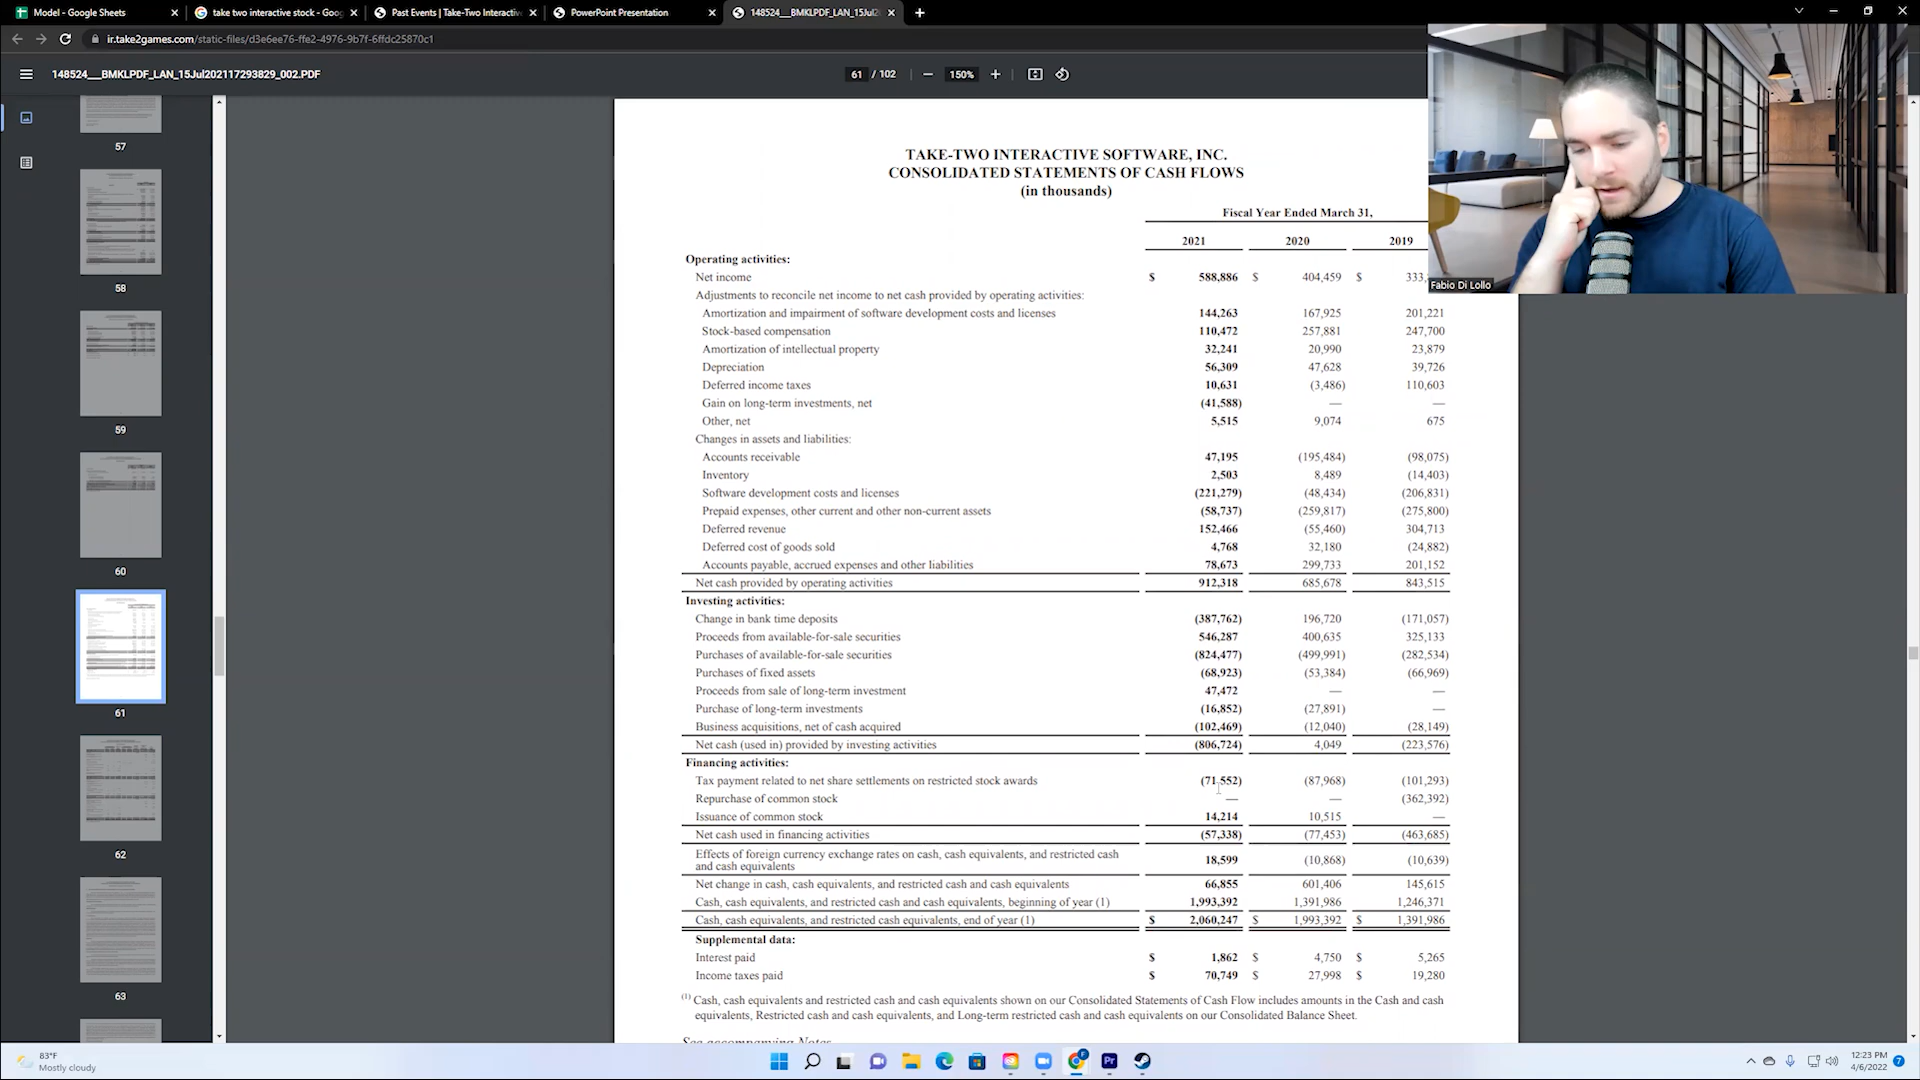 Model - Google Sheets
take two interactive stock - Goog
Past Events | Take-Two Interactiv
PowerPoint Presentation
148524__BMKLPDF_LAN_15Jul20
ir.take2games.com/static-files/d3e6ee76-ffe2-4976-9b7f-6ffdc25870c1
148524__BMKLPDF_LAN_15Jul202117293829_002.PDF
61 / 102
150%
57
58
59
60
61
62
63
TAKE-TWO INTERACTIVE SOFTWARE, INC.
CONSOLIDATED STATEMENTS OF CASH FLOWS
(in thousands)
Fiscal Year Ended March 31,
2021 2020 2019
Operating activities:
Net income $ 588,886 $ 404,459 $ 333,
Adjustments to reconcile net income to net cash provided by operating activities:
Amortization and impairment of software development costs and licenses 144,263 167,925 201,221
Stock-based compensation 110,472 257,881 247,700
Amortization of intellectual property 32,241 20,990 23,879
Depreciation 56,309 47,628 39,726
Deferred income taxes 10,631 (3,486) 110,603
Gain on long-term investments, net (41,588) — —
Other, net 5,515 9,074 675
Changes in assets and liabilities:
Accounts receivable 47,195 (195,484) (98,075)
Inventory 2,503 8,489 (14,403)
Software development costs and licenses (221,279) (48,434) (206,831)
Prepaid expenses, other current and other non-current assets (58,737) (259,817) (275,800)
Deferred revenue 152,466 (55,460) 304,713
Deferred cost of goods sold 4,768 32,180 (24,882)
Accounts payable, accrued expenses and other liabilities 78,673 299,733 201,152
Net cash provided by operating activities 912,318 685,678 843,515
Investing activities:
Change in bank time deposits (387,762) 196,720 (171,057)
Proceeds from available-for-sale securities 546,287 400,635 325,133
Purchases of available-for-sale securities (824,477) (499,991) (282,534)
Purchases of fixed assets (68,923) (53,384) (66,969)
Proceeds from sale of long-term investment 47,472 — —
Purchase of long-term investments (16,852) (27,891) —
Business acquisitions, net of cash acquired (102,469) (12,040) (28,149)
Net cash (used in) provided by investing activities (806,724) 4,049 (223,576)
Financing activities:
Tax payment related to net share settlements on restricted stock awards (71,552) (87,968) (101,293)
Repurchase of common stock — — (362,392)
Issuance of common stock 14,214 10,515 —
Net cash used in financing activities (57,338) (77,453) (463,685)
Effects of foreign currency exchange rates on cash, cash equivalents, and restricted cash
and cash equivalents 18,599 (10,868) (10,639)
Net change in cash, cash equivalents, and restricted cash and cash equivalents 66,855 601,406 145,615
Cash, cash equivalents, and restricted cash and cash equivalents, beginning of year (1) 1,993,392 1,391,986 1,246,371
Cash, cash equivalents, and restricted cash equivalents, end of year (1) $ 2,060,247 $ 1,993,392 $ 1,391,986
Supplemental data:
Interest paid $ 1,862 $ 4,750 $ 5,265
Income taxes paid $ 70,749 $ 27,998 $ 19,280
(1) Cash, cash equivalents and restricted cash and cash equivalents shown on our Consolidated Statements of Cash Flow includes amounts in the Cash and cash
equivalents, Restricted cash and cash equivalents, and Long-term restricted cash and cash equivalents on our Consolidated Balance Sheet.
See accompanying Notes
Fabio Di Lollo
83°F
Mostly cloudy
12:23 PM
4/6/2022
7